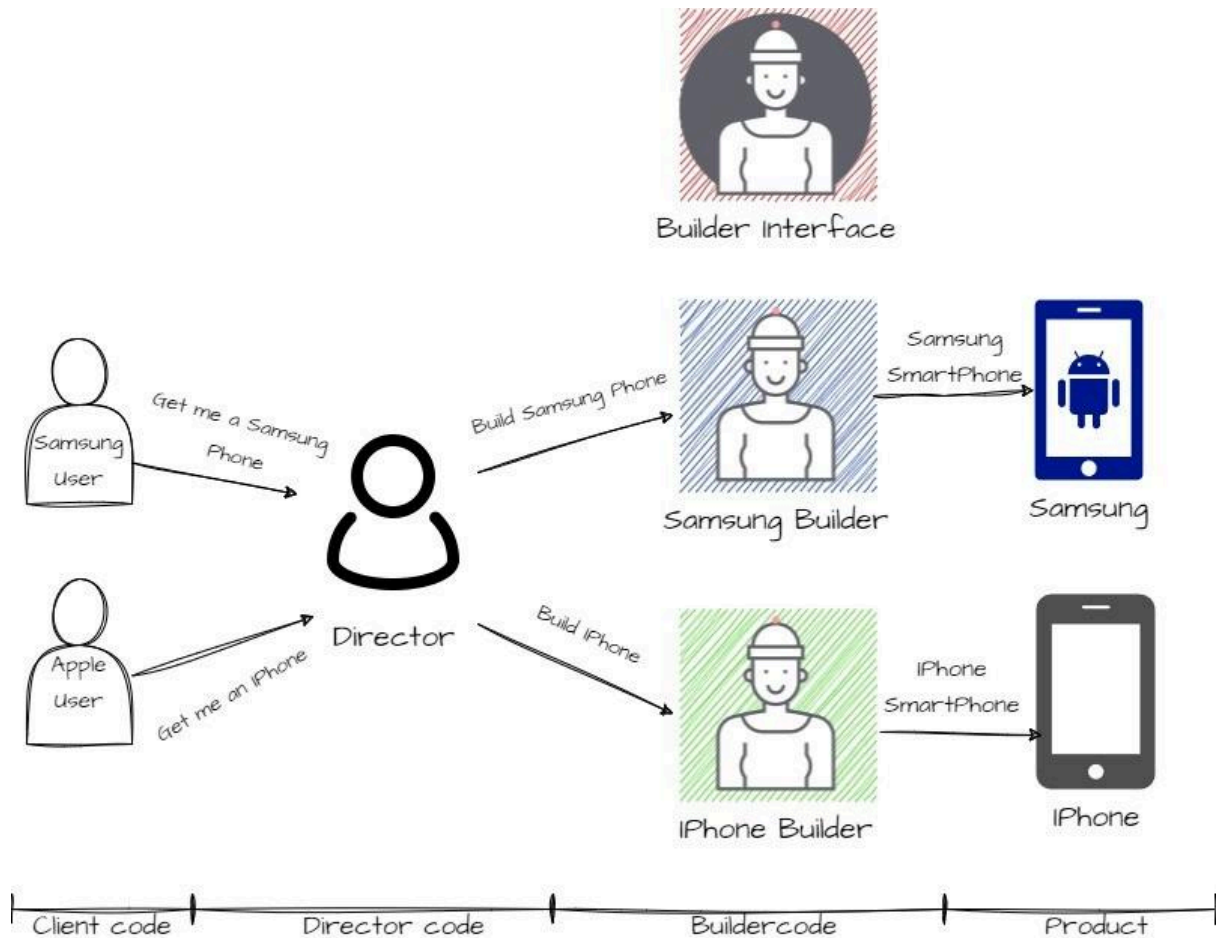 Builder Interface
Samsung
SmartPhone
Get me a Samsung
Phone
Build Samsung Phone
Samsung
User
Samsung Builder
Samsung
Apple
User
Get me an IPhone
Director
Build IPhone
IPhone
SmartPhone
IPhone Builder
IPhone
Client code
Director code
Buildercode
Product